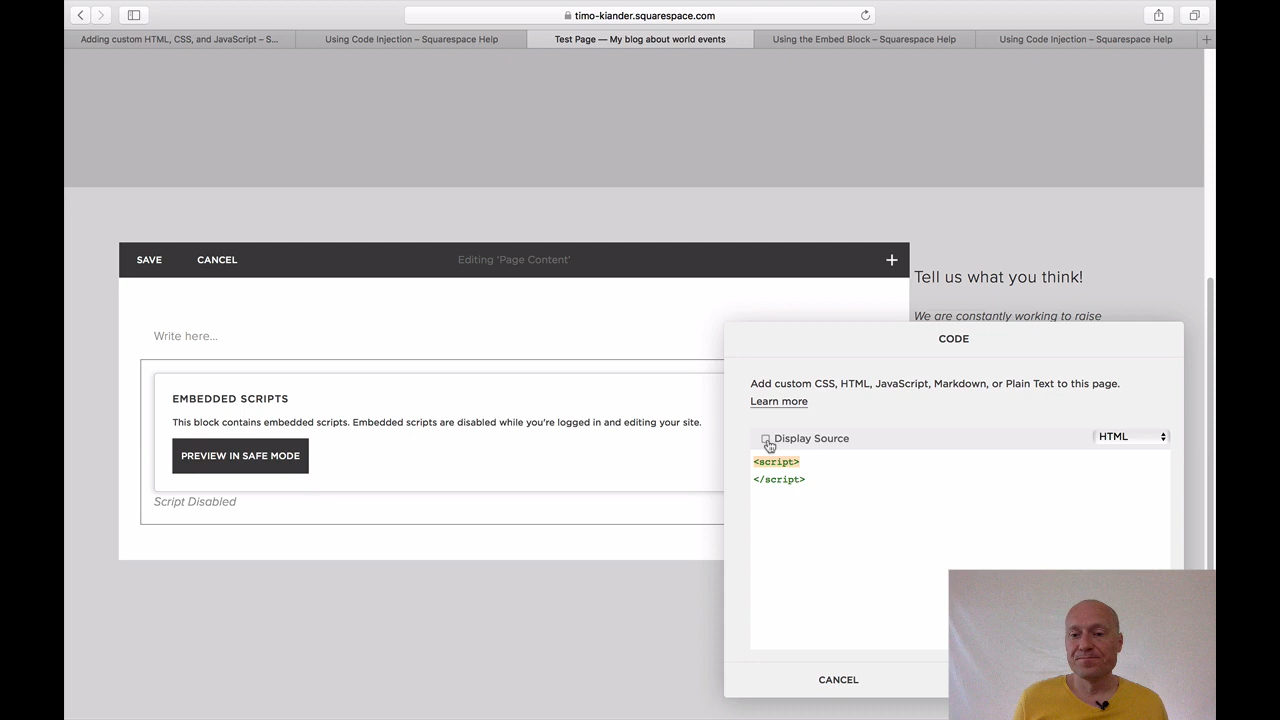 timo-kiander.squarespace.com
Adding custom HTML, CSS, and JavaScript – S...
Using Code Injection – Squarespace Help
Test Page — My blog about world events
Using the Embed Block – Squarespace Help
Using Code Injection – Squarespace Help
SAVE
CANCEL
Editing 'Page Content'
Tell us what you think!
We are constantly working to raise
Write here...
EMBEDDED SCRIPTS
This block contains embedded scripts. Embedded scripts are disabled while you're logged in and editing your site.
PREVIEW IN SAFE MODE
Script Disabled
CODE
Add custom CSS, HTML, JavaScript, Markdown, or Plain Text to this page.
Learn more
Display Source
HTML
<script>
</script>
CANCEL